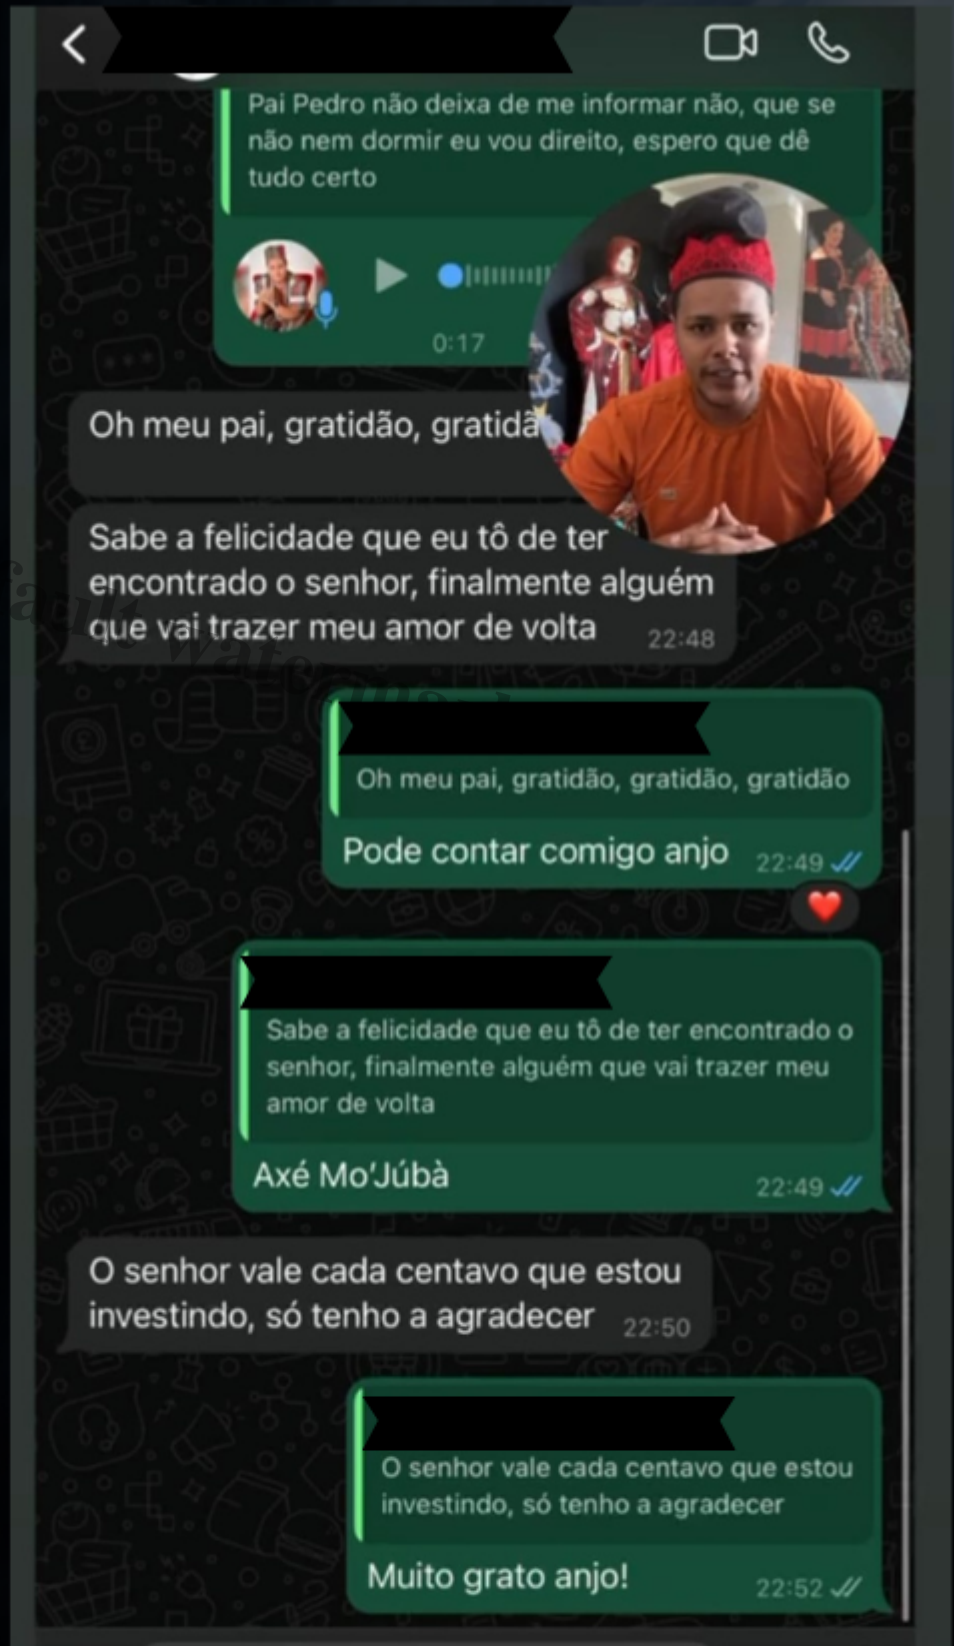 Pai Pedro não deixa de me informar não, que se
não nem dormir eu vou direito, espero que dê
tudo certo
0:17
Oh meu pai, gratidão, gratidã
Sabe a felicidade que eu tô de ter
encontrado o senhor, finalmente alguém
que vai trazer meu amor de volta 22:48
Oh meu pai, gratidão, gratidão, gratidão
Pode contar comigo anjo 22:49
Sabe a felicidade que eu tô de ter encontrado o
senhor, finalmente alguém que vai trazer meu
amor de volta
Axé Mo'Júbà 22:49
O senhor vale cada centavo que estou
investindo, só tenho a agradecer 22:50
O senhor vale cada centavo que estou
investindo, só tenho a agradecer
Muito grato anjo! 22:52